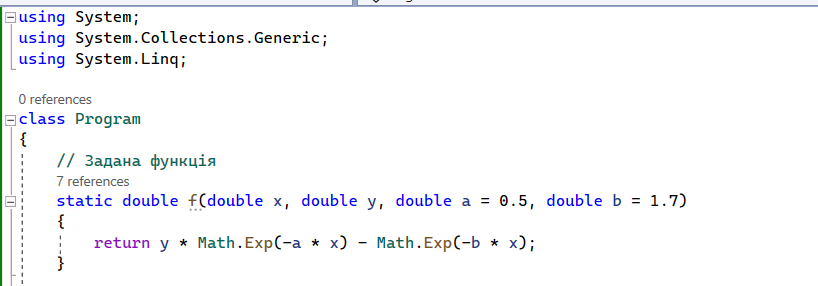 using System;
using System.Collections.Generic;
using System.Linq;
0 references
class Program
{
// Задана функція
7 references
static double f(double x, double y, double a = 0.5, double b = 1.7)
{
return y * Math.Exp(-a * x) - Math.Exp(-b * x);
}